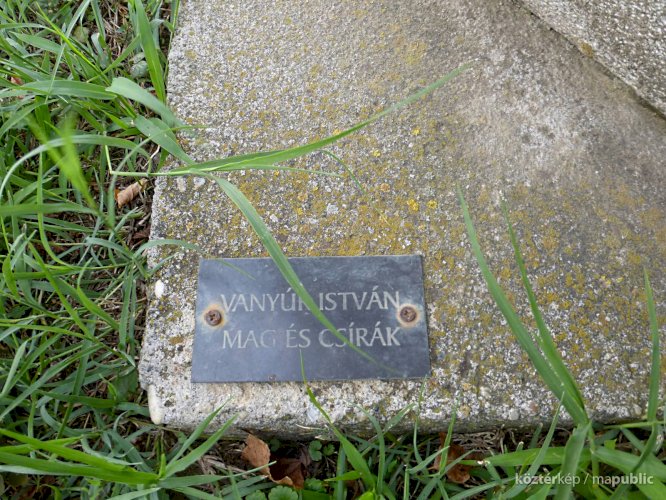 VANYÚR ISTVÁN
MAG ÉS CSÍRÁK
köztérkép / mapublic